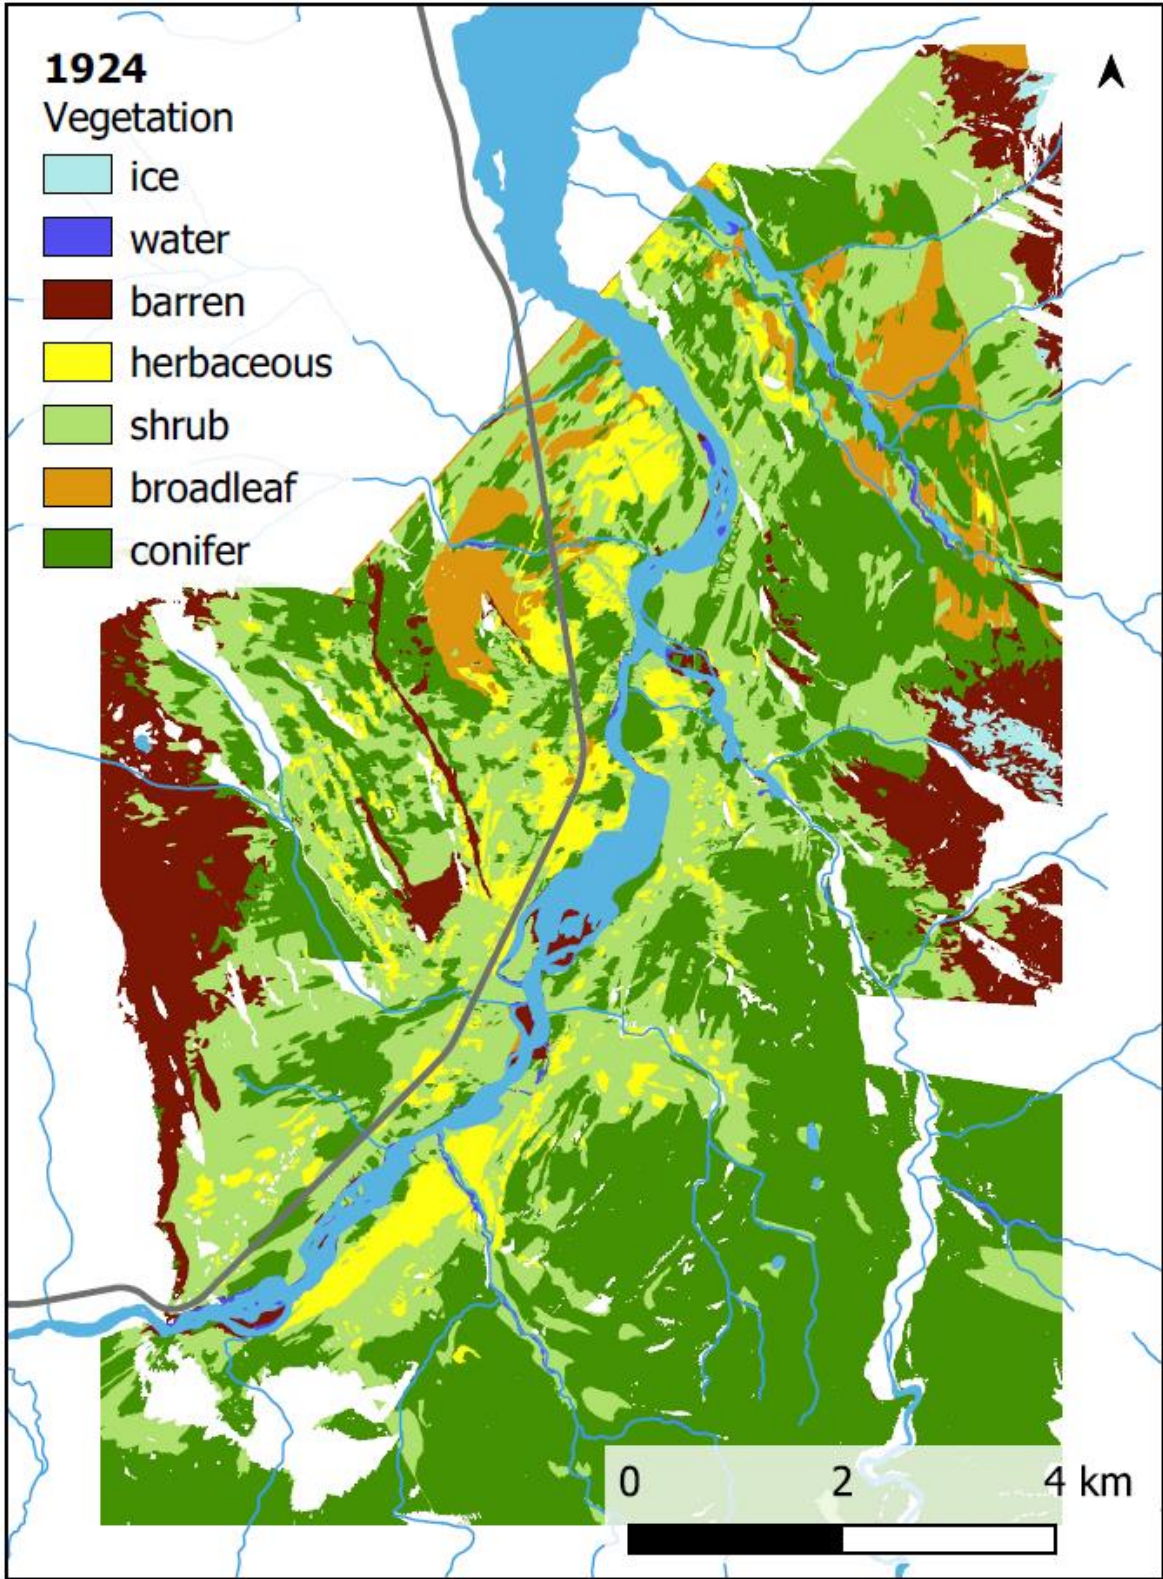 1924
Vegetation
ice
water
barren
herbaceous
shrub
broadleaf
conifer
0 2 4 km